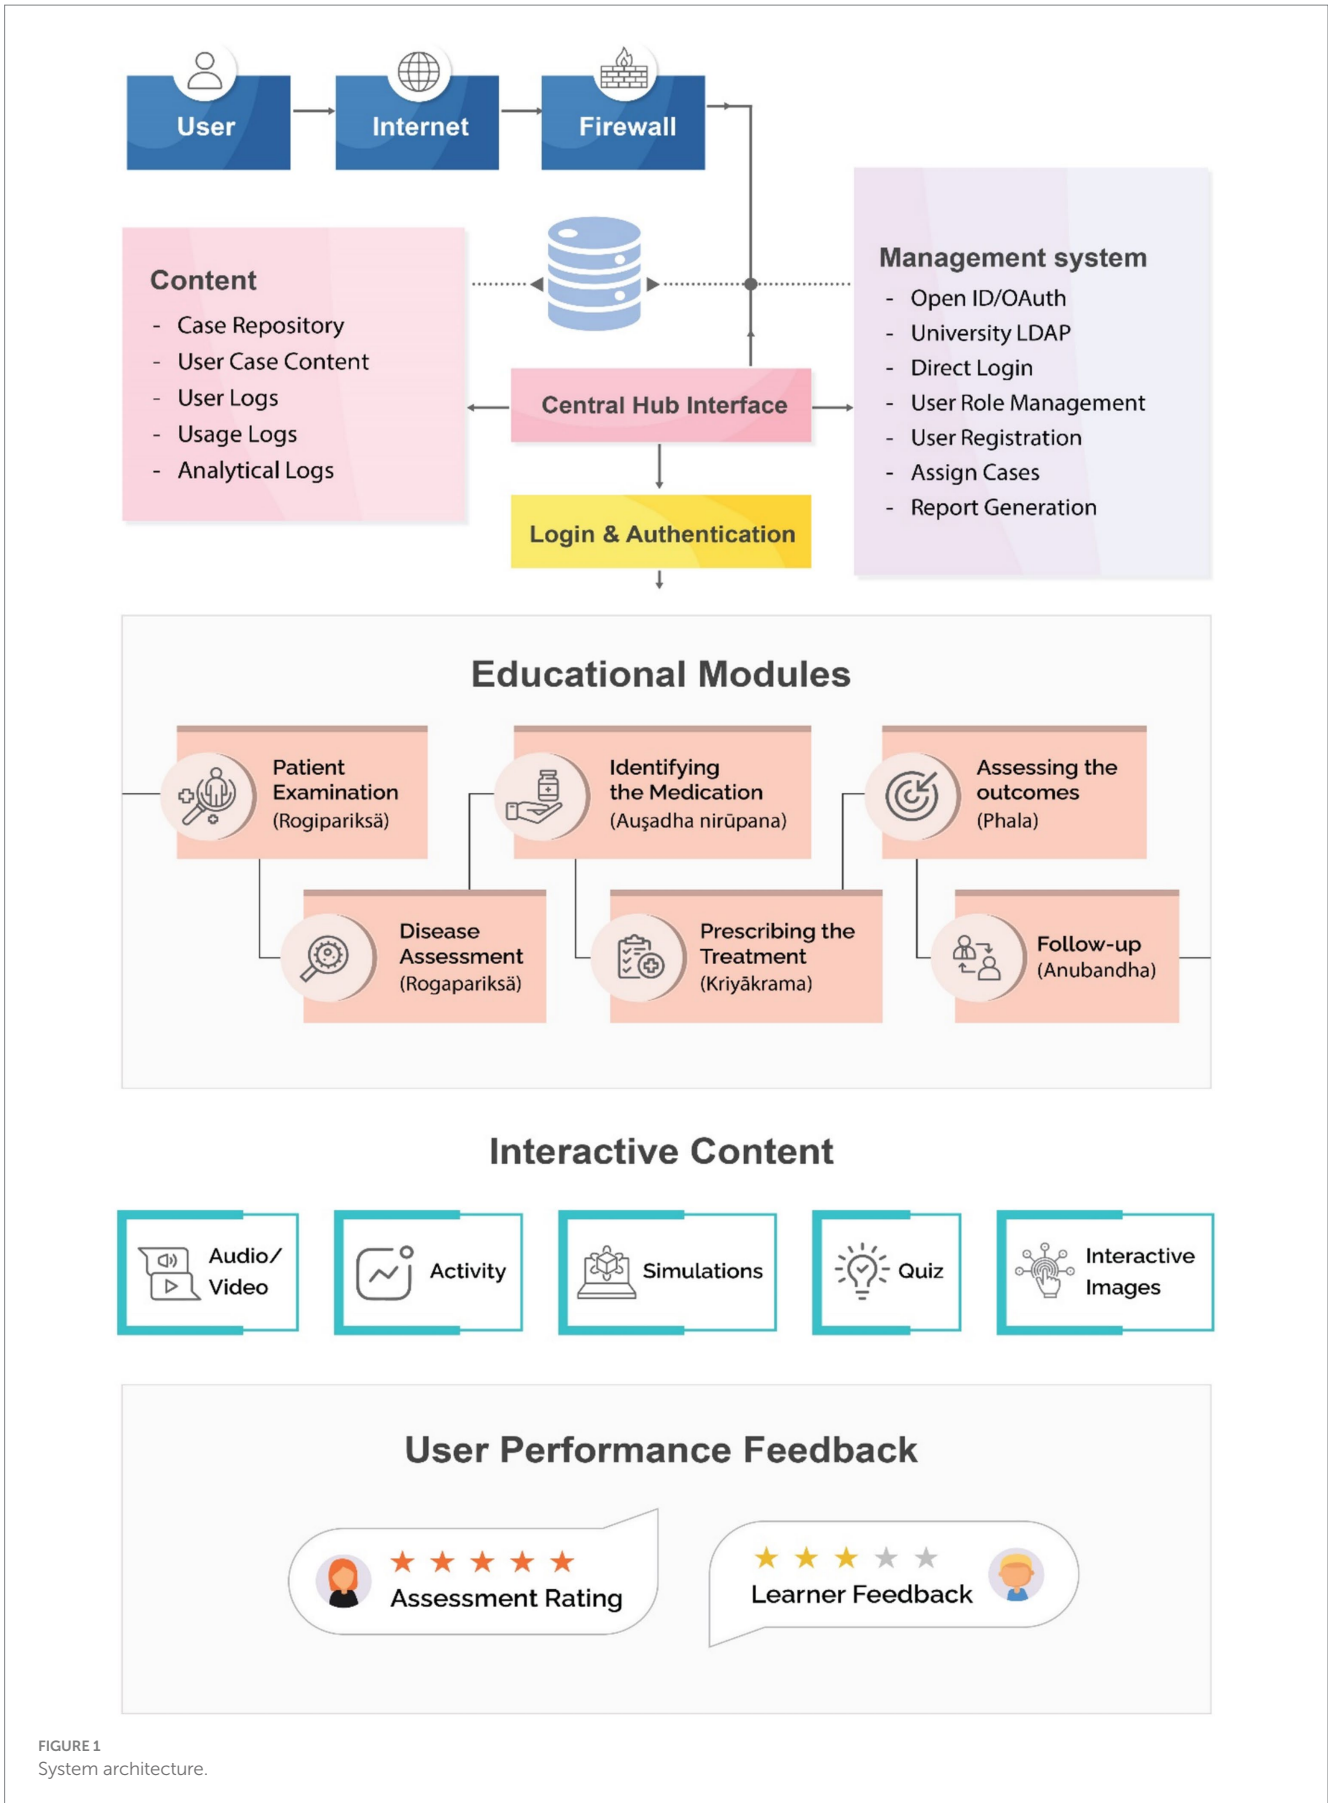 User
Internet
Firewall
Content
- Case Repository
- User Case Content
- User Logs
- Usage Logs
- Analytical Logs
Management system
- Open ID/OAuth
- University LDAP
- Direct Login
- User Role Management
- User Registration
- Assign Cases
- Report Generation
Central Hub Interface
Login & Authentication
Educational Modules
Patient
Examination
(Rogipariksä)
Disease
Assessment
(Rogapariksä)
Identifying
the Medication
(Auşadha nirūpana)
Prescribing the
Treatment
(Kriyākrama)
Assessing the
outcomes
(Phala)
Follow-up
(Anubandha)
Interactive Content
Audio/
Video
Activity
Simulations
Quiz
Interactive
Images
User Performance Feedback
Assessment Rating
Learner Feedback
FIGURE 1
System architecture.